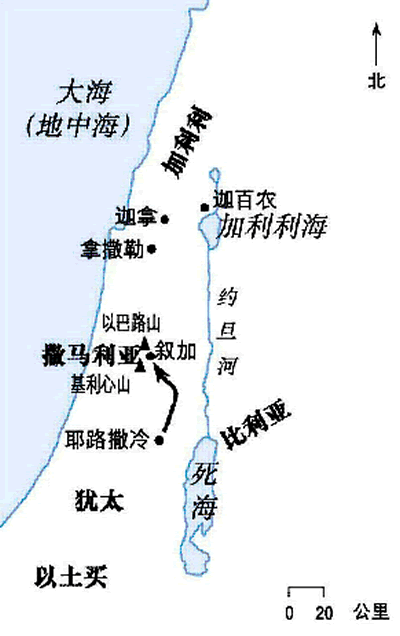 北
大海
(地中海)
加利利
迦百农
迦拿
加利利海
拿撒勒
约旦河
以巴路山
撒马利亚
叙加
基利心山
比利亚
耶路撒冷
死海
犹太
以土买
0 20 公里